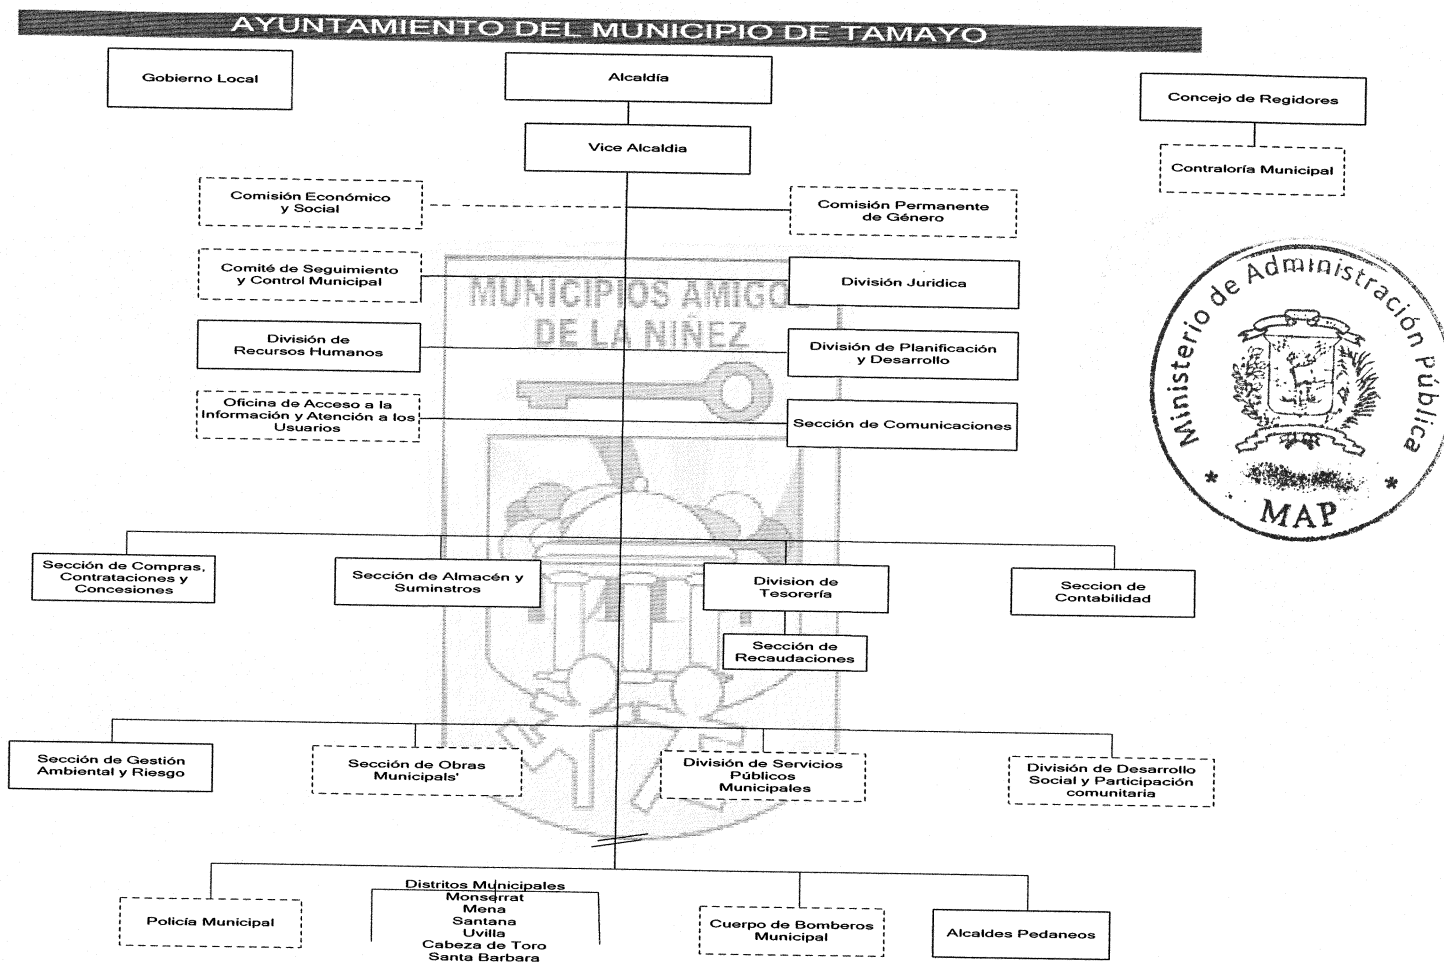 AYUNTAMIENTO DEL MUNICIPIO DE TAMAYO
Gobierno Local
Alcaldía
Concejo de Regidores
Vice Alcaldia
Contraloría Municipal
Comisión Económico
y Social
Comisión Permanente
de Género
Comité de Seguimiento
y Control Municipal
División Juridica
MUNICIPIOS AMIGOS
DE LA NIÑEZ
División de
Recursos Humanos
División de Planificación
y Desarrollo
Oficina de Acceso a la
Información y Atención a los
Usuarios
Sección de Comunicaciones
Ministerio de Administración Pública
* MAP *
Sección de Compras,
Contrataciones y
Concesiones
Sección de Almacén y
Suminstros
Division de
Tesorería
Seccion de
Contabilidad
Sección de
Recaudaciones
Sección de Gestión
Ambiental y Riesgo
Sección de Obras
Municipals'
División de Servicios
Públicos
Municipales
División de Desarrollo
Social y Participación
comunitaria
Policía Municipal
Distritos Municipales
Monserrat
Mena
Santana
Uvilla
Cabeza de Toro
Santa Barbara
Cuerpo de Bomberos
Municipal
Alcaldes Pedaneos